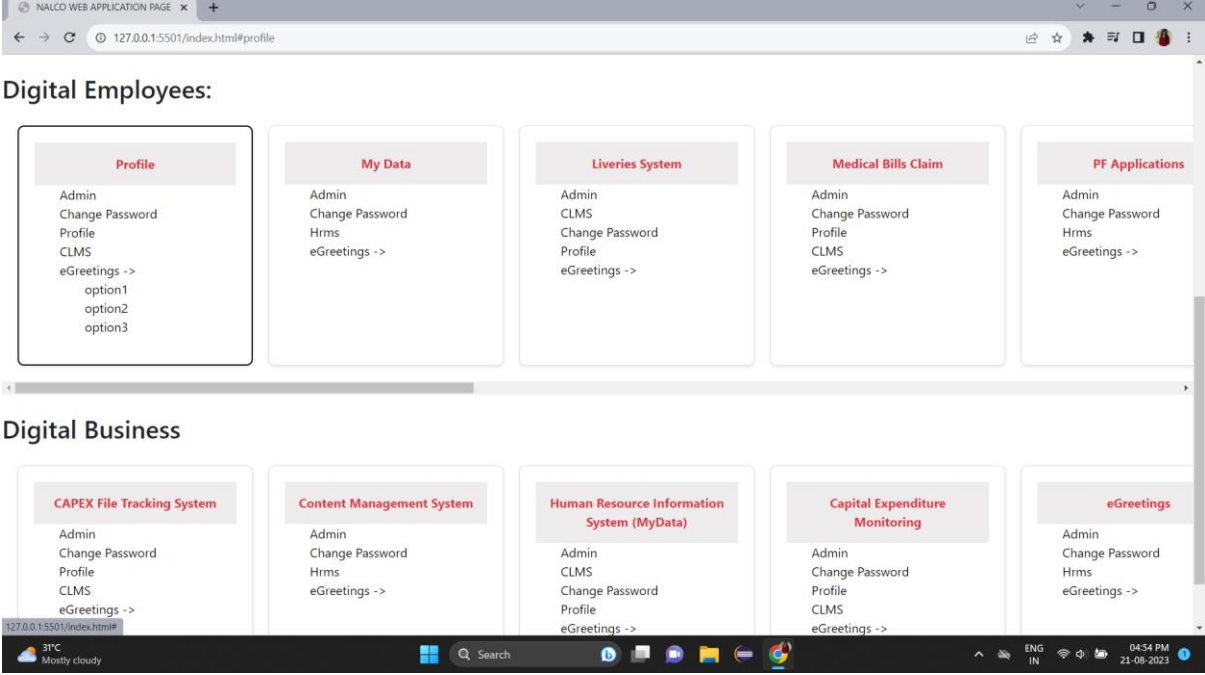 NALCO WEB APPLICATION PAGE
127.0.0.1:5501/index.html#profile
Digital Employees:
Profile
Admin
Change Password
Profile
CLMS
eGreetings ->
option1
option2
option3
My Data
Admin
Change Password
Hrms
eGreetings ->
Liveries System
Admin
CLMS
Change Password
Profile
eGreetings ->
Medical Bills Claim
Admin
Change Password
Profile
CLMS
eGreetings ->
PF Applications
Admin
Change Password
Hrms
eGreetings ->
Digital Business
CAPEX File Tracking System
Admin
Change Password
Profile
CLMS
eGreetings ->
Content Management System
Admin
Change Password
Hrms
eGreetings ->
Human Resource Information
System (MyData)
Admin
CLMS
Change Password
Profile
eGreetings ->
Capital Expenditure
Monitoring
Admin
Change Password
Profile
CLMS
eGreetings ->
eGreetings
Admin
Change Password
Hrms
eGreetings ->
127.0.0.1:5501/index.html#
31°C
Mostly cloudy
Search
ENG
IN
04:54 PM
21-08-2023
1